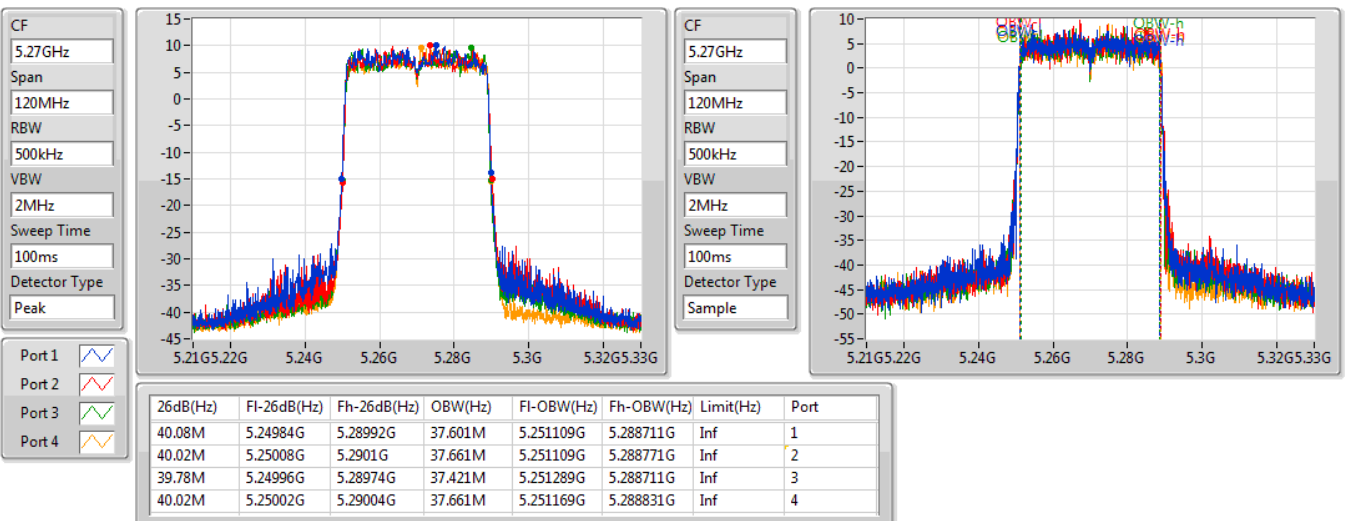 CF
5.27GHz
Span
120MHz
RBW
500kHz
VBW
2MHz
Sweep Time
100ms
Detector Type
Peak
Port 1
Port 2
Port 3
Port 4
15
10
5
0
-5
-10
-15
-20
-25
-30
-35
-40
-45
5.21G 5.22G 5.24G 5.26G 5.28G 5.3G 5.32G 5.33G
CF
5.27GHz
Span
120MHz
RBW
500kHz
VBW
2MHz
Sweep Time
100ms
Detector Type
Sample
10
5
0
-5
-10
-15
-20
-25
-30
-35
-40
-45
-50
-55
OBW-l OBW-h
5.21G 5.22G 5.24G 5.26G 5.28G 5.3G 5.32G 5.33G
26dB(Hz) Fl-26dB(Hz) Fh-26dB(Hz) OBW(Hz) Fl-OBW(Hz) Fh-OBW(Hz) Limit(Hz) Port
40.08M 5.24984G 5.28992G 37.601M 5.251109G 5.288711G Inf 1
40.02M 5.25008G 5.2901G 37.661M 5.251109G 5.288771G Inf 2
39.78M 5.24996G 5.28974G 37.421M 5.251289G 5.288711G Inf 3
40.02M 5.25002G 5.29004G 37.661M 5.251169G 5.288831G Inf 4